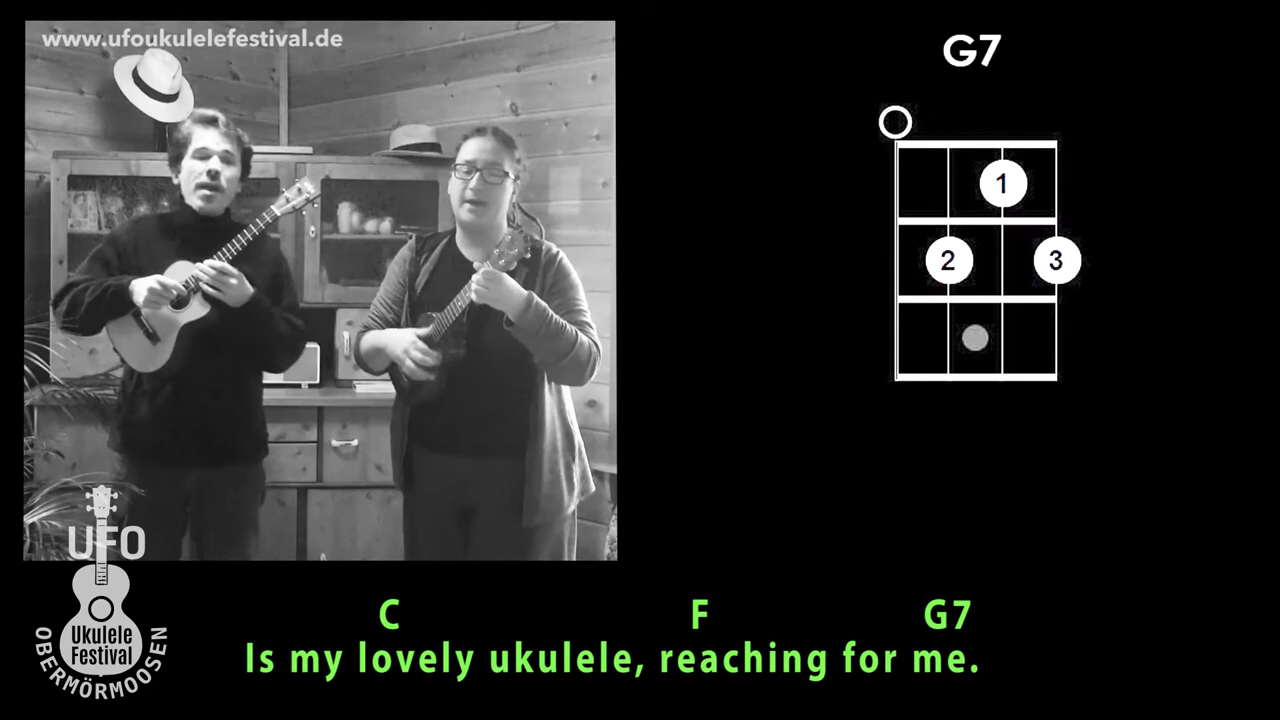 www.ufoukulelefestival.de
G7
1
2 3
UFO
Ukulele
Festival
OBERMÖRMOOSEN
C F G7
Is my lovely ukulele, reaching for me.